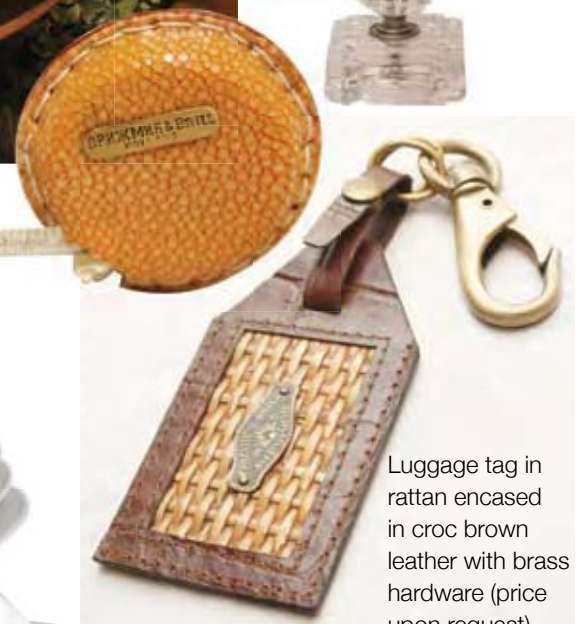 Luggage tag in
rattan encased
in croc brown
leather with brass
hardware (price
upon request)